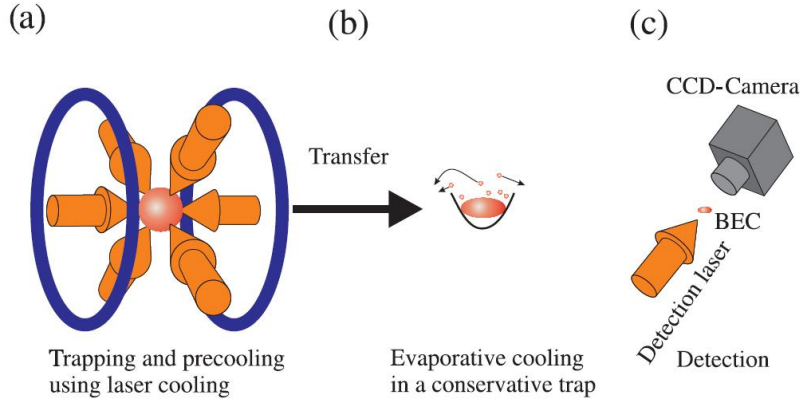 (a)
(b)
(c)
CCD-Camera
Transfer
BEC
Detection laser
Trapping and precooling
using laser cooling
Evaporative cooling
in a conservative trap
Detection